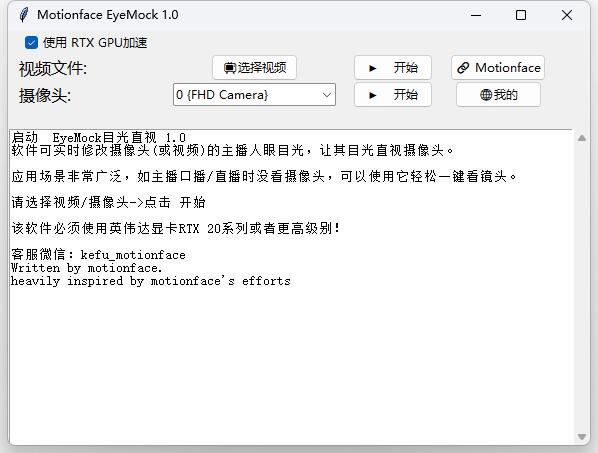 Motionface EyeMock 1.0
使用 RTX GPU加速
视频文件:
选择视频
开始
Motionface
摄像头:
0 {FHD Camera}
开始
我的
启动 EyeMock目光直视 1.0
软件可实时修改摄像头(或视频)的主播人眼目光，让其目光直视摄像头。
应用场景非常广泛，如主播口播/直播时没看摄像头，可以使用它轻松一键看镜头。
请选择视频/摄像头->点击 开始
该软件必须使用英伟达显卡RTX 20系列或者更高级别!
客服微信: kefu_motionface
Written by motionface.
heavily inspired by motionface's efforts